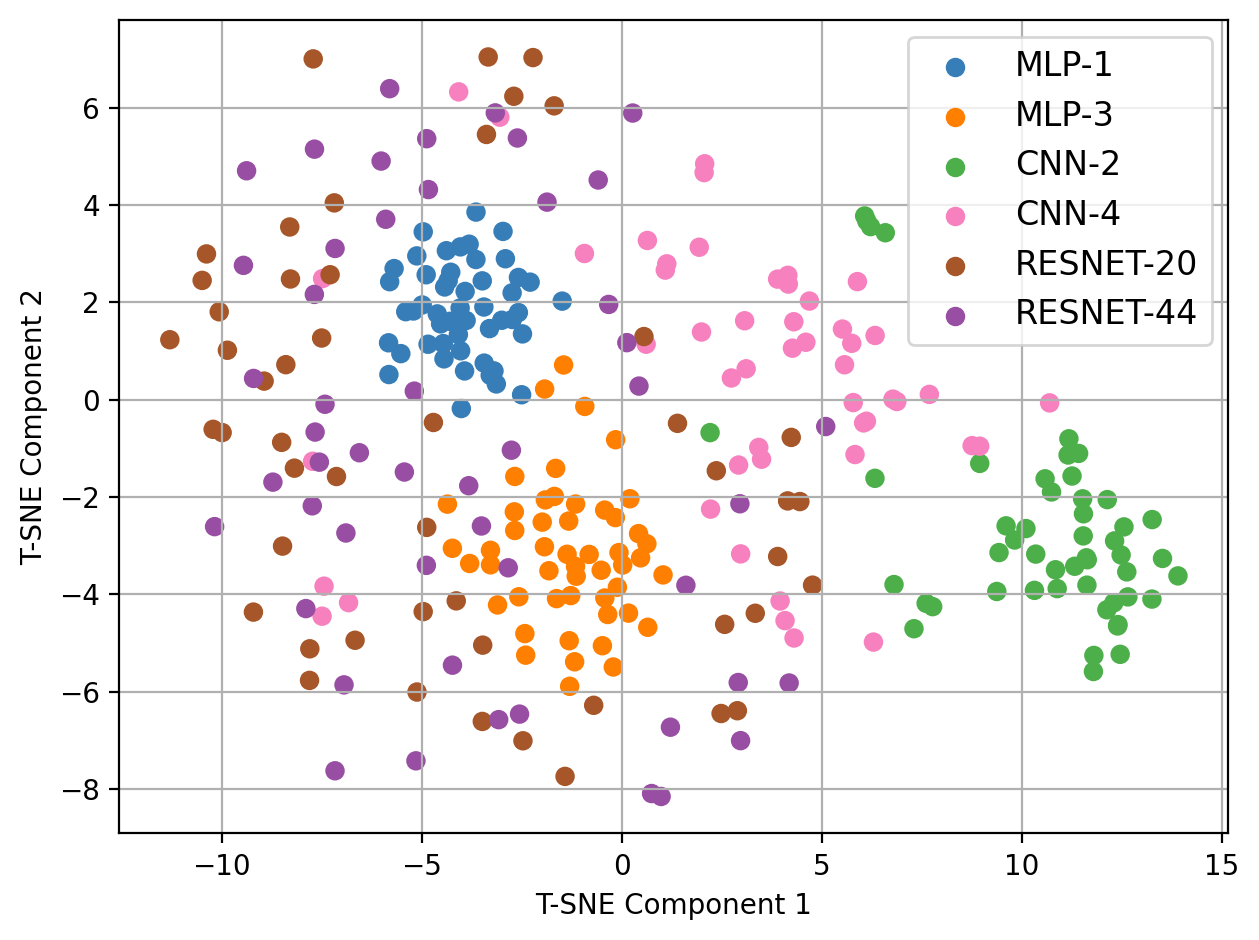 MLP-1
MLP-3
CNN-2
CNN-4
RESNET-20
RESNET-44
T-SNE Component 2
6
4
2
0
−2
−4
−6
−8
−10
−5
0
5
10
15
T-SNE Component 1